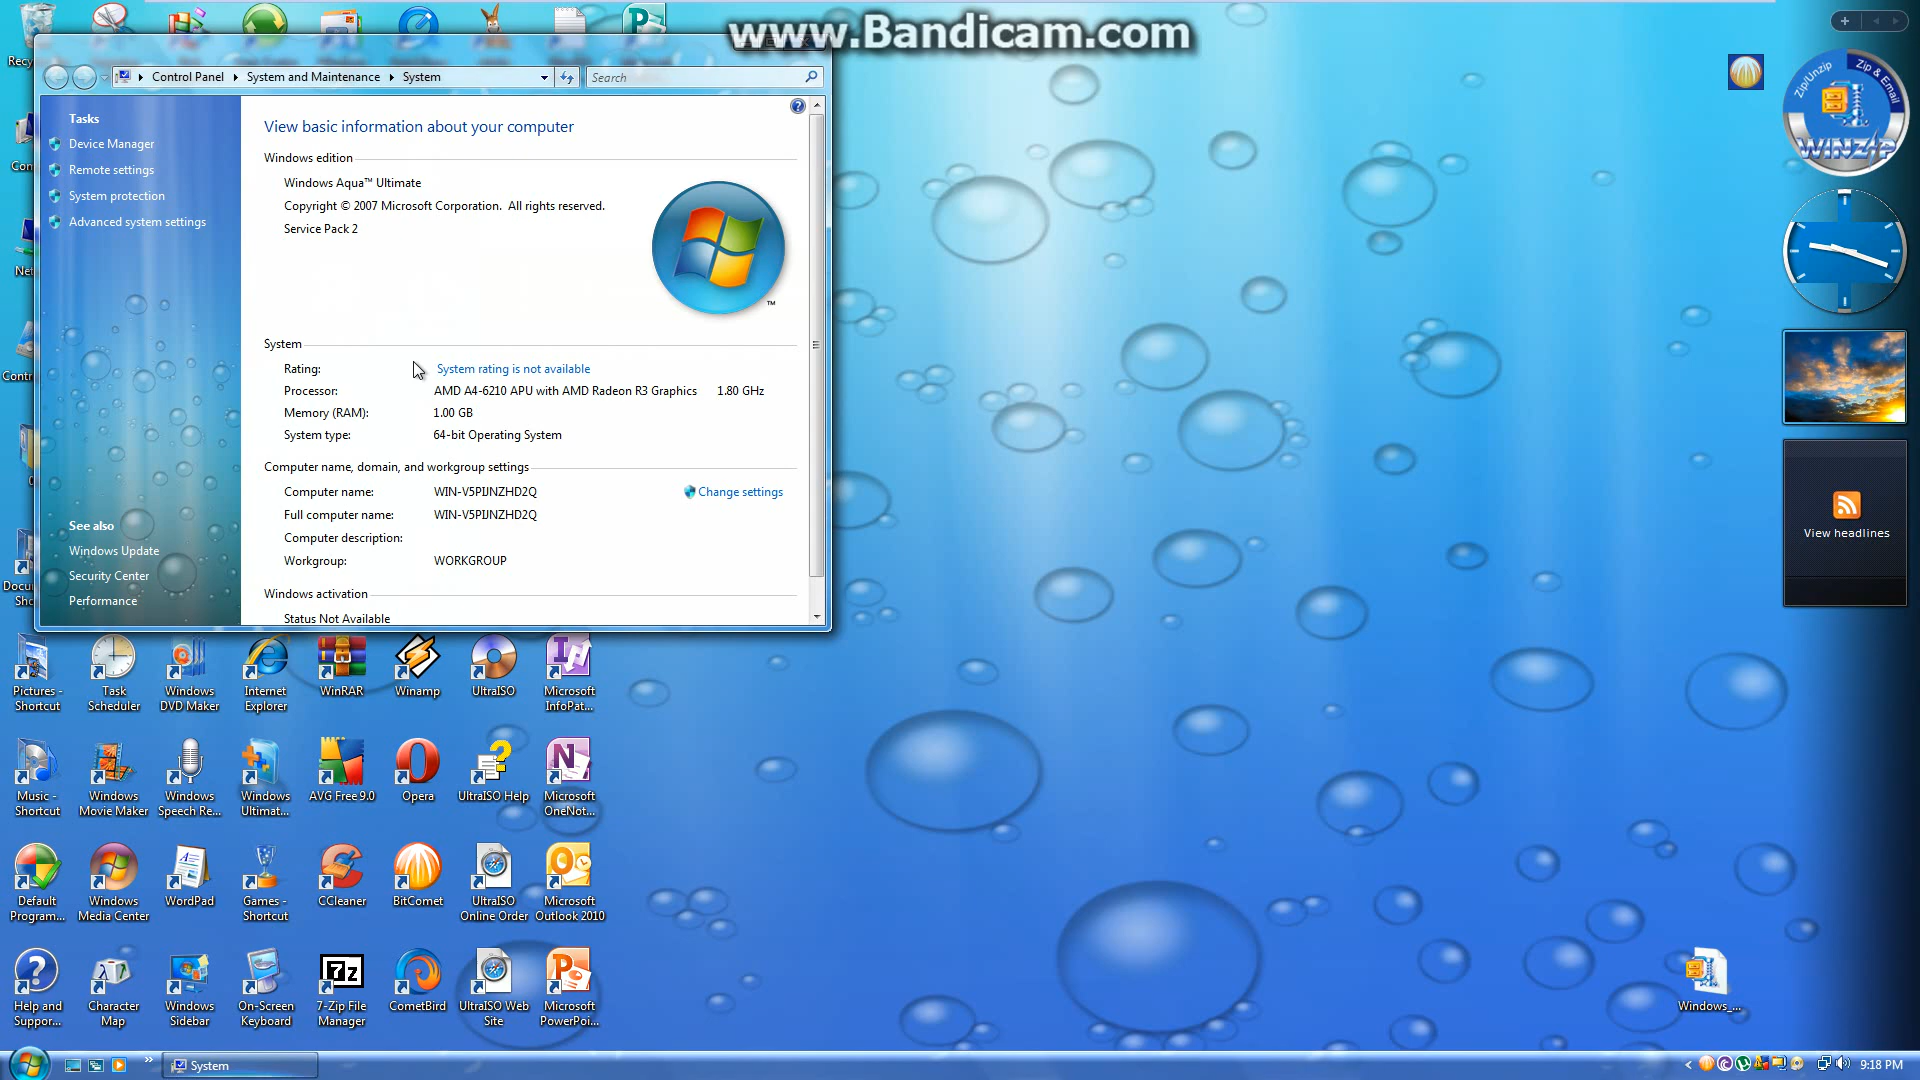 www.Bandicam.com
Control Panel
System and Maintenance
System
Search
Tasks
Device Manager
Remote settings
System protection
Advanced system settings
See also
Windows Update
Security Center
Performance
View basic information about your computer
Windows edition
Windows Aqua™ Ultimate
Copyright © 2007 Microsoft Corporation. All rights reserved.
Service Pack 2
TM
System
Rating: System rating is not available
Processor: AMD A4-6210 APU with AMD Radeon R3 Graphics 1.80 GHz
Memory (RAM): 1.00 GB
System type: 64-bit Operating System
Computer name, domain, and workgroup settings
Computer name: WIN-V5PIJNZHD2Q
Change settings
Full computer name: WIN-V5PIJNZHD2Q
Computer description:
Workgroup: WORKGROUP
Windows activation
Status Not Available
Zip/Unzip
Zip & Email
WINZIP
View headlines
Pictures -
Shortcut
Task
Scheduler
Windows
DVD Maker
Internet
Explorer
WinRAR
Winamp
UltraISO
Microsoft
InfoPat...
Music -
Shortcut
Windows
Movie Maker
Windows
Speech Re...
Windows
Ultimat...
AVG Free 9.0
Opera
UltraISO Help
Microsoft
OneNot...
Default
Program...
Windows
Media Center
WordPad
Games -
Shortcut
CCleaner
BitComet
UltraISO
Online Order
Microsoft
Outlook 2010
Help and
Suppor...
Character
Map
Windows
Sidebar
On-Screen
Keyboard
7z
7-Zip File
Manager
CometBird
UltraISO Web
Site
Microsoft
PowerPoi...
Windows_...
System
9:18 PM